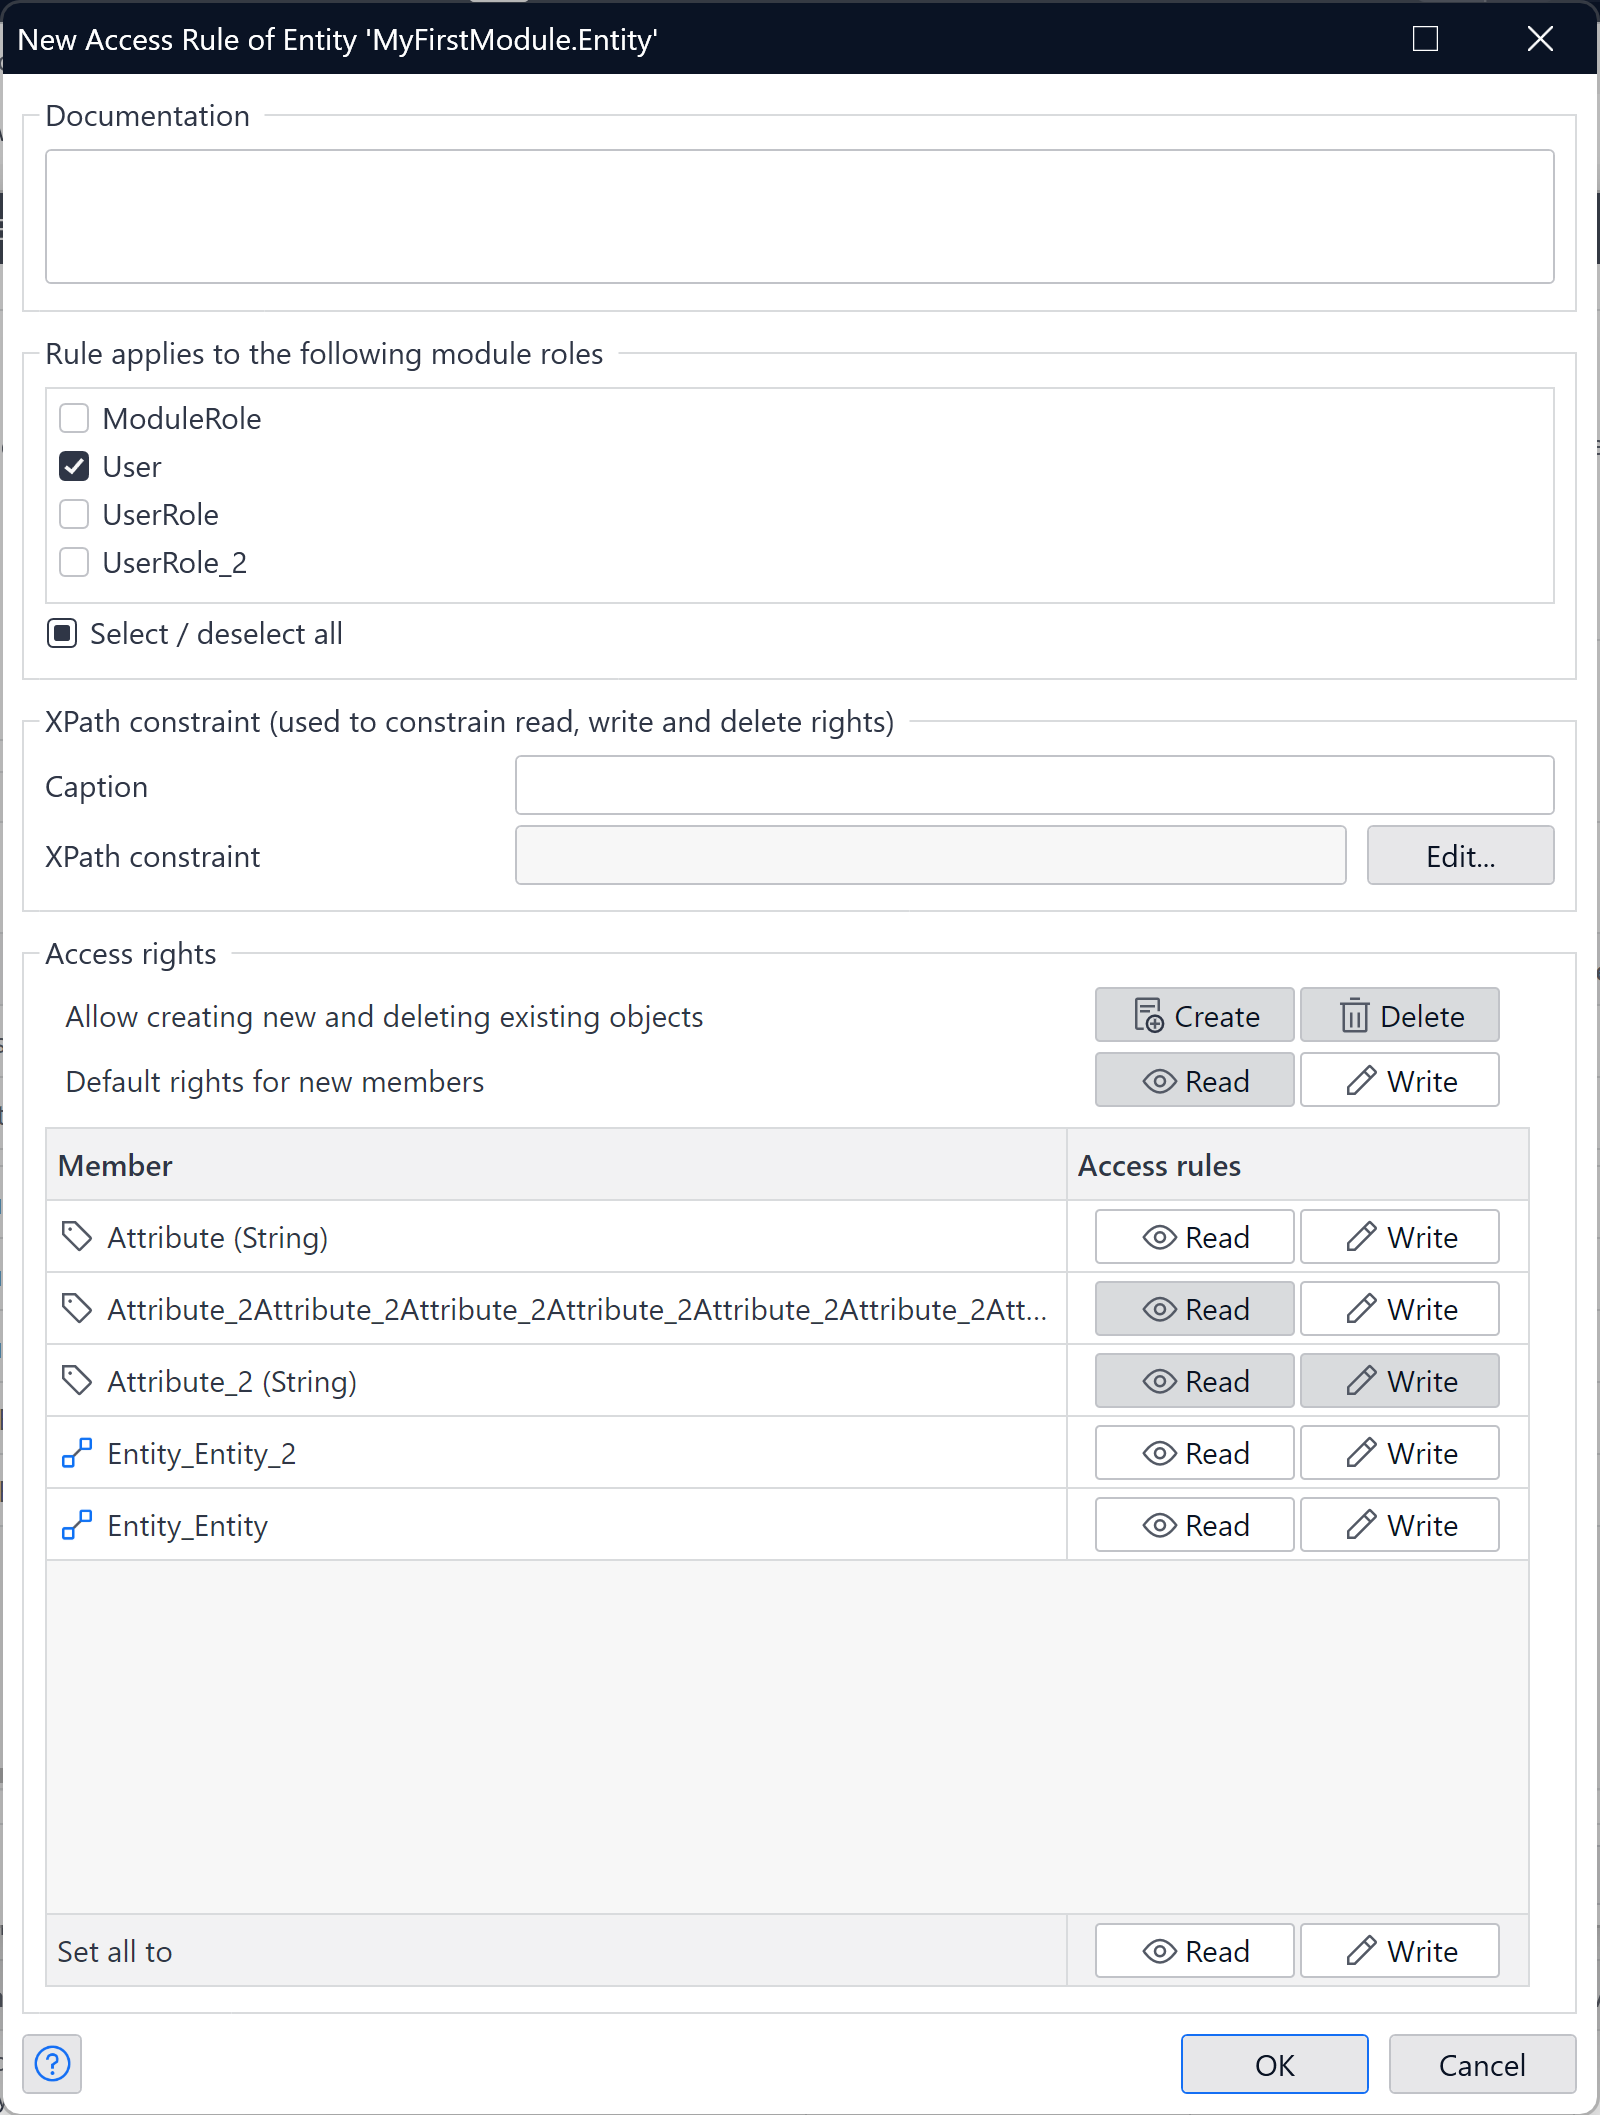 New Access Rule of Entity 'MyFirstModule.Entity'
Documentation
Rule applies to the following module roles
ModuleRole
User
UserRole
UserRole_2
Select / deselect all
XPath constraint (used to constrain read, write and delete rights)
Caption
XPath constraint Edit...
Access rights
Allow creating new and deleting existing objects Create Delete
Default rights for new members Read Write
Member Access rules
Attribute (String) Read Write
Attribute_2Attribute_2Attribute_2Attribute_2Attribute_2Attribute_2Att... Read Write
Attribute_2 (String) Read Write
Entity_Entity_2 Read Write
Entity_Entity Read Write
Set all to Read Write
? OK Cancel